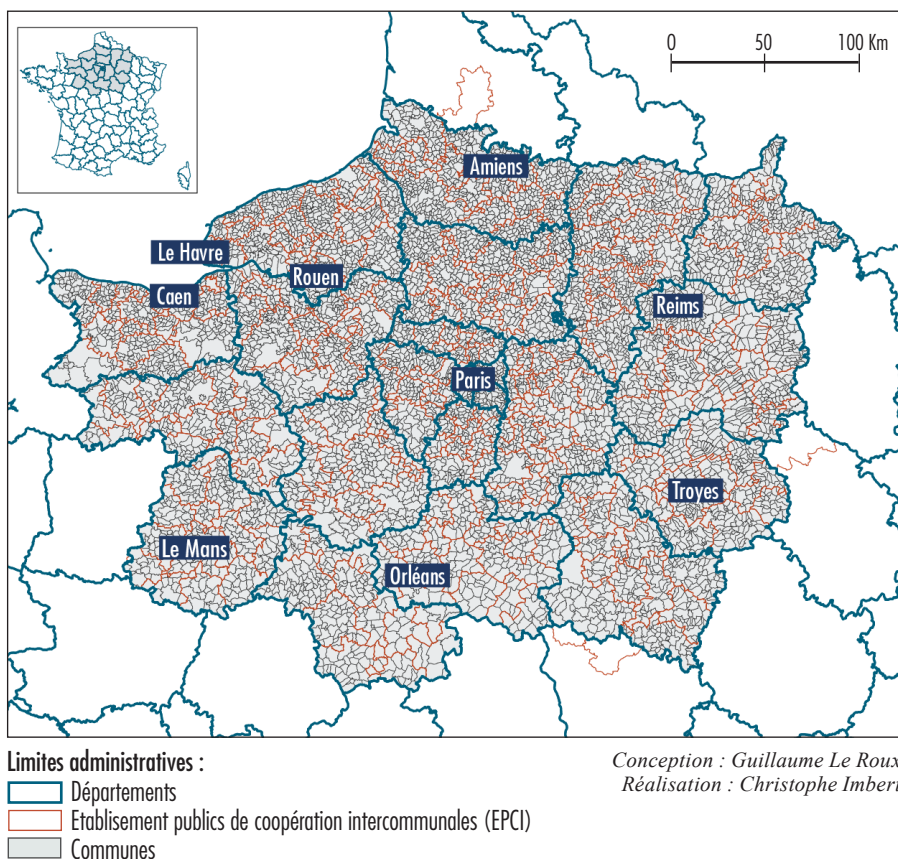 0 50 100 Km
Amiens
Le Havre
Rouen
Caen
Reims
Paris
Troyes
Le Mans
Orléans
Limites administratives :
Départements
Etablisement publics de coopération intercommunales (EPCI)
Communes
Conception : Guillaume Le Roux
Réalisation : Christophe Imbert